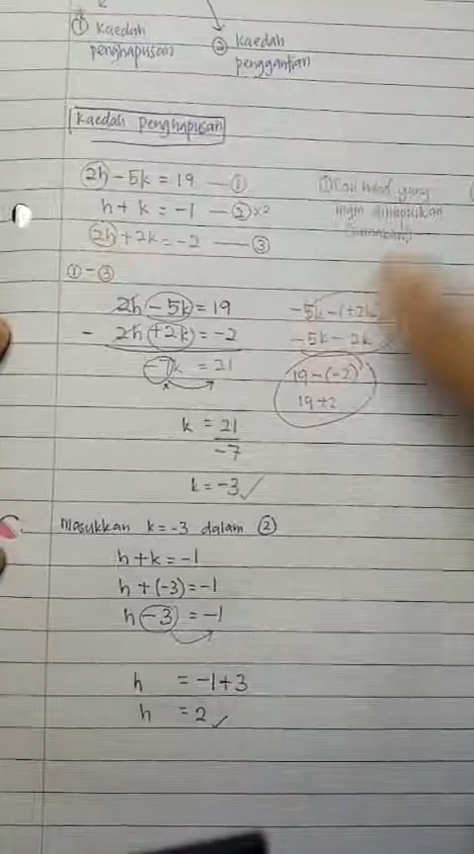 ① Kaedah penghapusan
② Kaedah penggantian
Kaedah Penghapusan
2h - 5k = 19 — ①
h + k = -1 — ② ×2
2h + 2k = -2 — ③
yang
ingin
① - ③
2h - 5k = 19
- 2h + 2k = -2
-7k = 21
-5k - (+2k)
-5k - 2k
19 - (-2)
19 + 2
k = 21
-7
k = -3 ✓
Masukkan k = -3 dalam ②
h + k = -1
h + (-3) = -1
h - 3 = -1
h = -1 + 3
h = 2 ✓